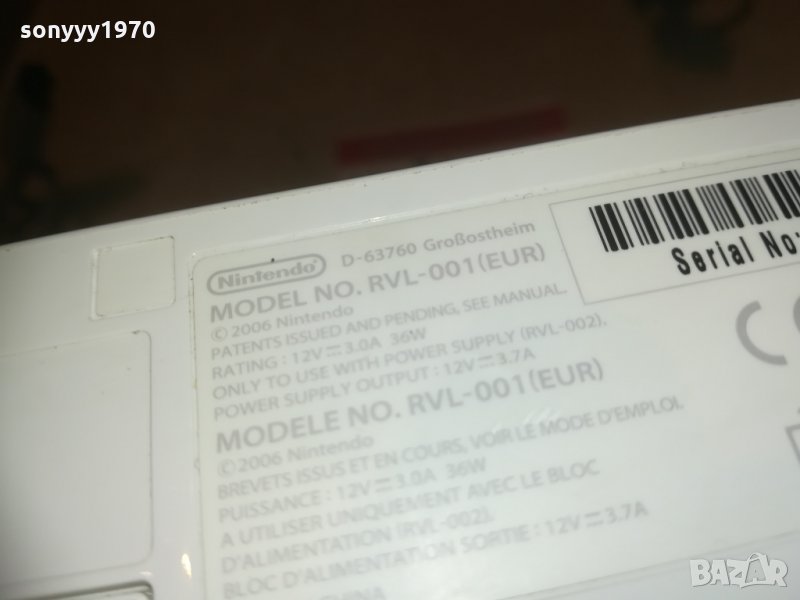 sonyyy1970
Nintendo D-63760 Großostheim
MODEL NO. RVL-001(EUR)
©2006 Nintendo
PATENTS ISSUED AND PENDING, SEE MANUAL.
RATING : 12V⎓3.0A 36W
ONLY TO USE WITH POWER SUPPLY (RVL-002),
POWER SUPPLY OUTPUT : 12V⎓3.7A
MODELE NO. RVL-001(EUR)
©2006 Nintendo
BREVETS ISSUS ET EN COURS, VOIR LE MODE D'EMPLOI.
PUISSANCE : 12V⎓3.0A 36W
A UTILISER UNIQUEMENT AVEC LE BLOC
D'ALIMENTATION (RVL-002),
BLOC D'ALIMENTATION SORTIE : 12V⎓3.7A
CHINA
Serial No:
CE
BAZAR